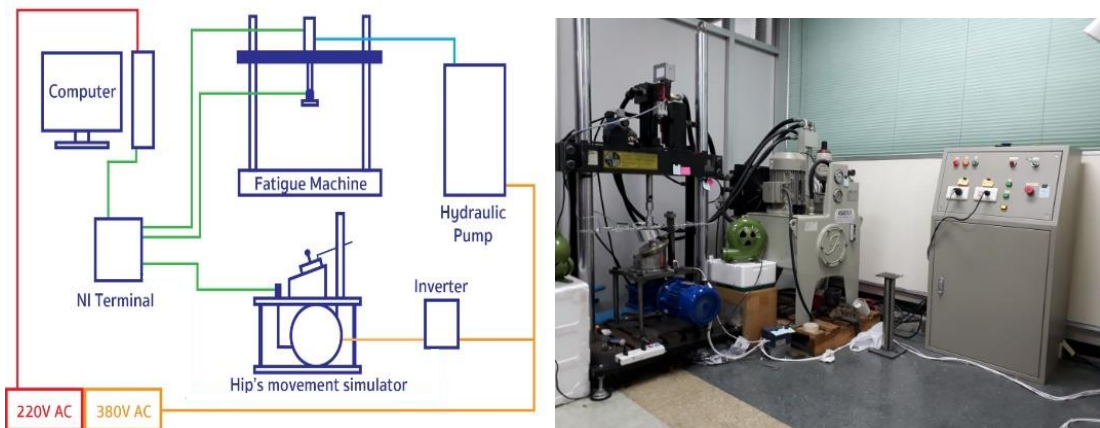 Computer
Fatigue Machine
Hydraulic
Pump
NI Terminal
Inverter
Hip's movement simulator
220V AC
380V AC